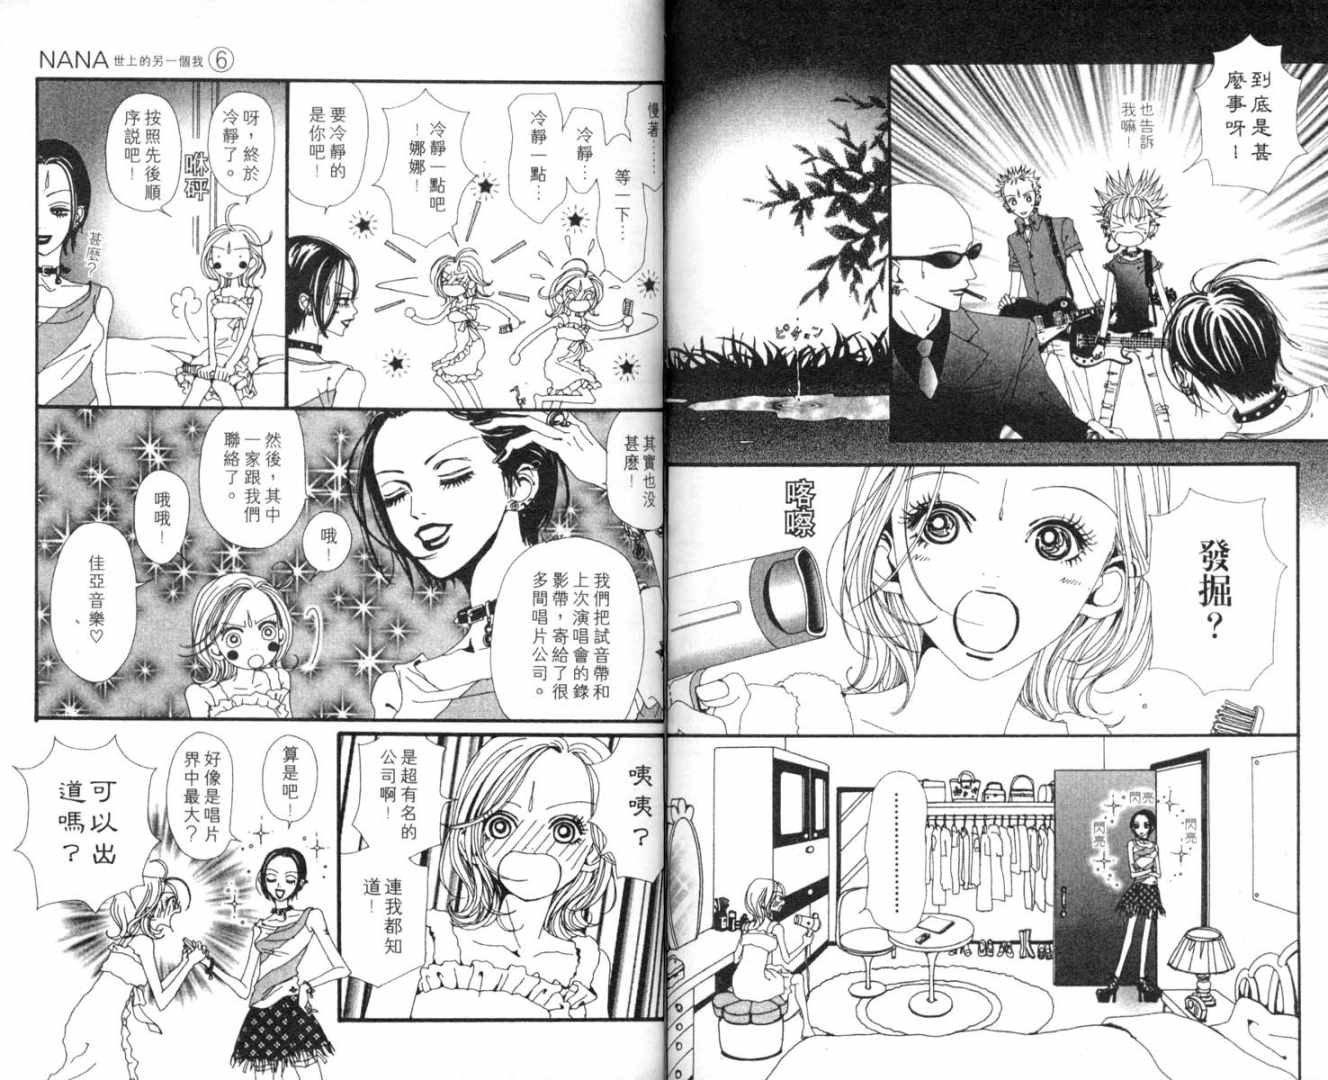 到底是甚
麼事呀！
也告訴
我嘛！
ピチョン
發掘？
喀嚓
閃亮
閃亮
閃亮
⋯⋯⋯⋯
NANA 世上的另一個我 ⑥
慢著⋯⋯
等一下⋯
冷靜⋯
冷靜一點⋯
冷靜一點吧
！娜娜！
要冷靜的
是你吧！
呀，終於
冷靜了。
咻砰
按照先後順
序說吧！
甚麼？
其實也没
甚麼！
我們把試音帶和
上次演唱會的錄
影帶，寄給了很
多間唱片公司。
哦！
然後，其中
一家跟我們
聯絡了。
哦哦！
佳亞音樂♡
、
咦咦？
是超有名的
公司啊！
連我都知
道！
算是吧！
好像是唱片
界中最大？
可以出
道嗎？